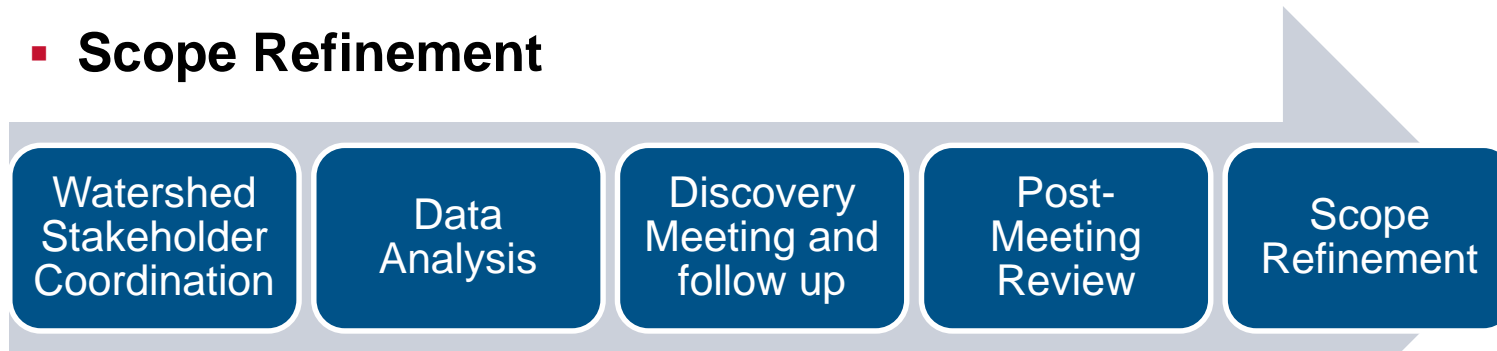 ▪ Scope Refinement
Watershed
Stakeholder
Coordination
Data
Analysis
Discovery
Meeting and
follow up
Post-
Meeting
Review
Scope
Refinement